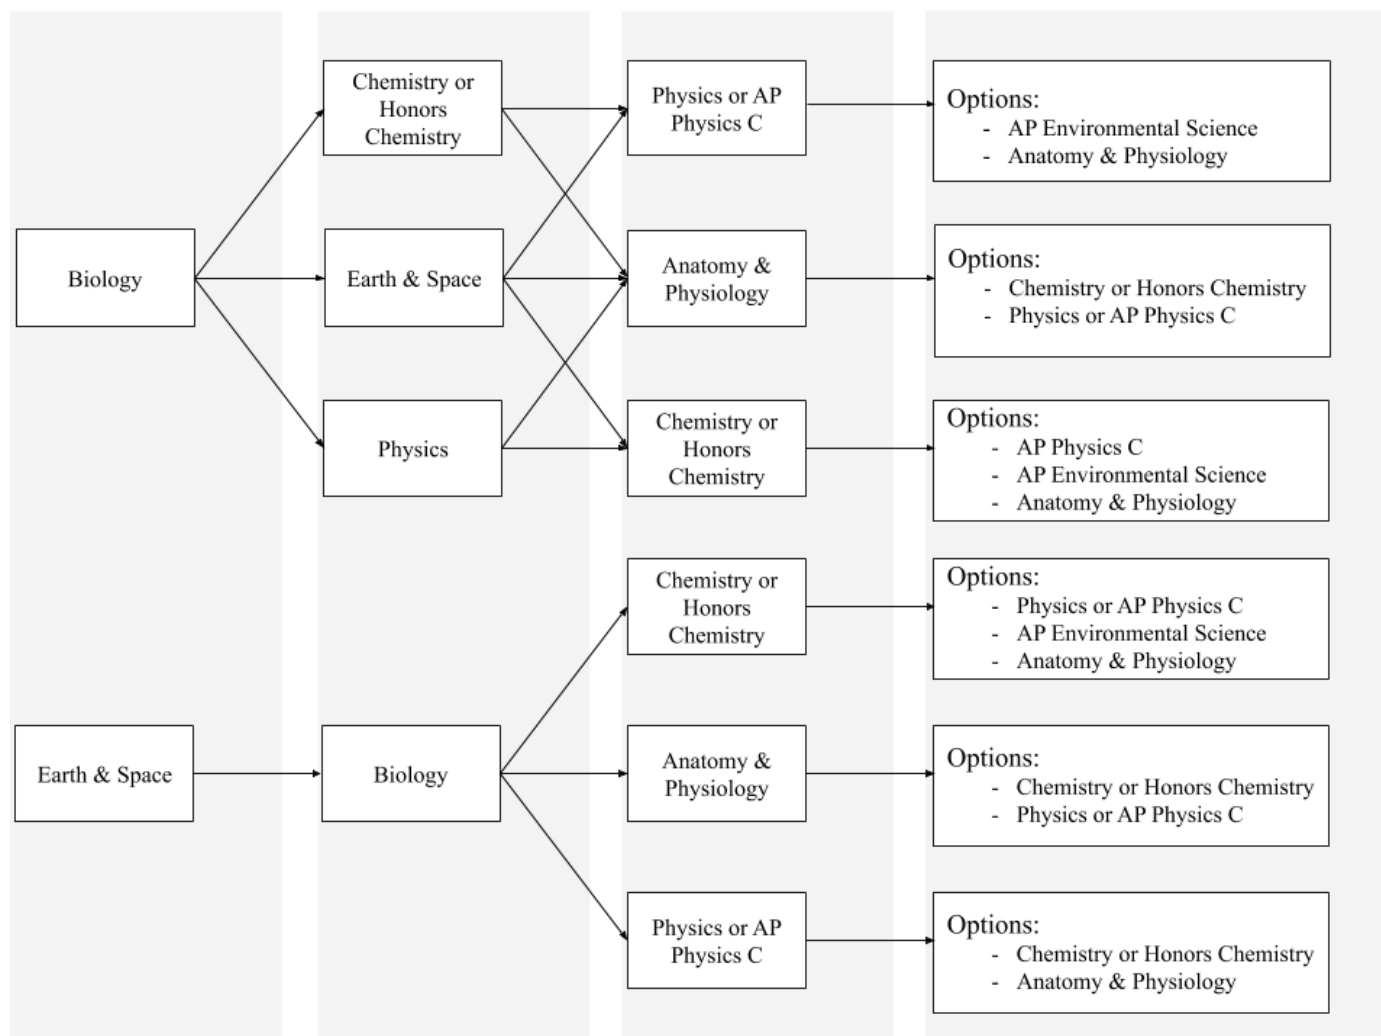 Biology
Earth & Space
Chemistry or
Honors
Chemistry
Earth & Space
Physics
Biology
Physics or AP
Physics C
Anatomy &
Physiology
Chemistry or
Honors
Chemistry
Chemistry or
Honors
Chemistry
Anatomy &
Physiology
Physics or AP
Physics C
Options:
- AP Environmental Science
- Anatomy & Physiology
Options:
- Chemistry or Honors Chemistry
- Physics or AP Physics C
Options:
- AP Physics C
- AP Environmental Science
- Anatomy & Physiology
Options:
- Physics or AP Physics C
- AP Environmental Science
- Anatomy & Physiology
Options:
- Chemistry or Honors Chemistry
- Physics or AP Physics C
Options:
- Chemistry or Honors Chemistry
- Anatomy & Physiology